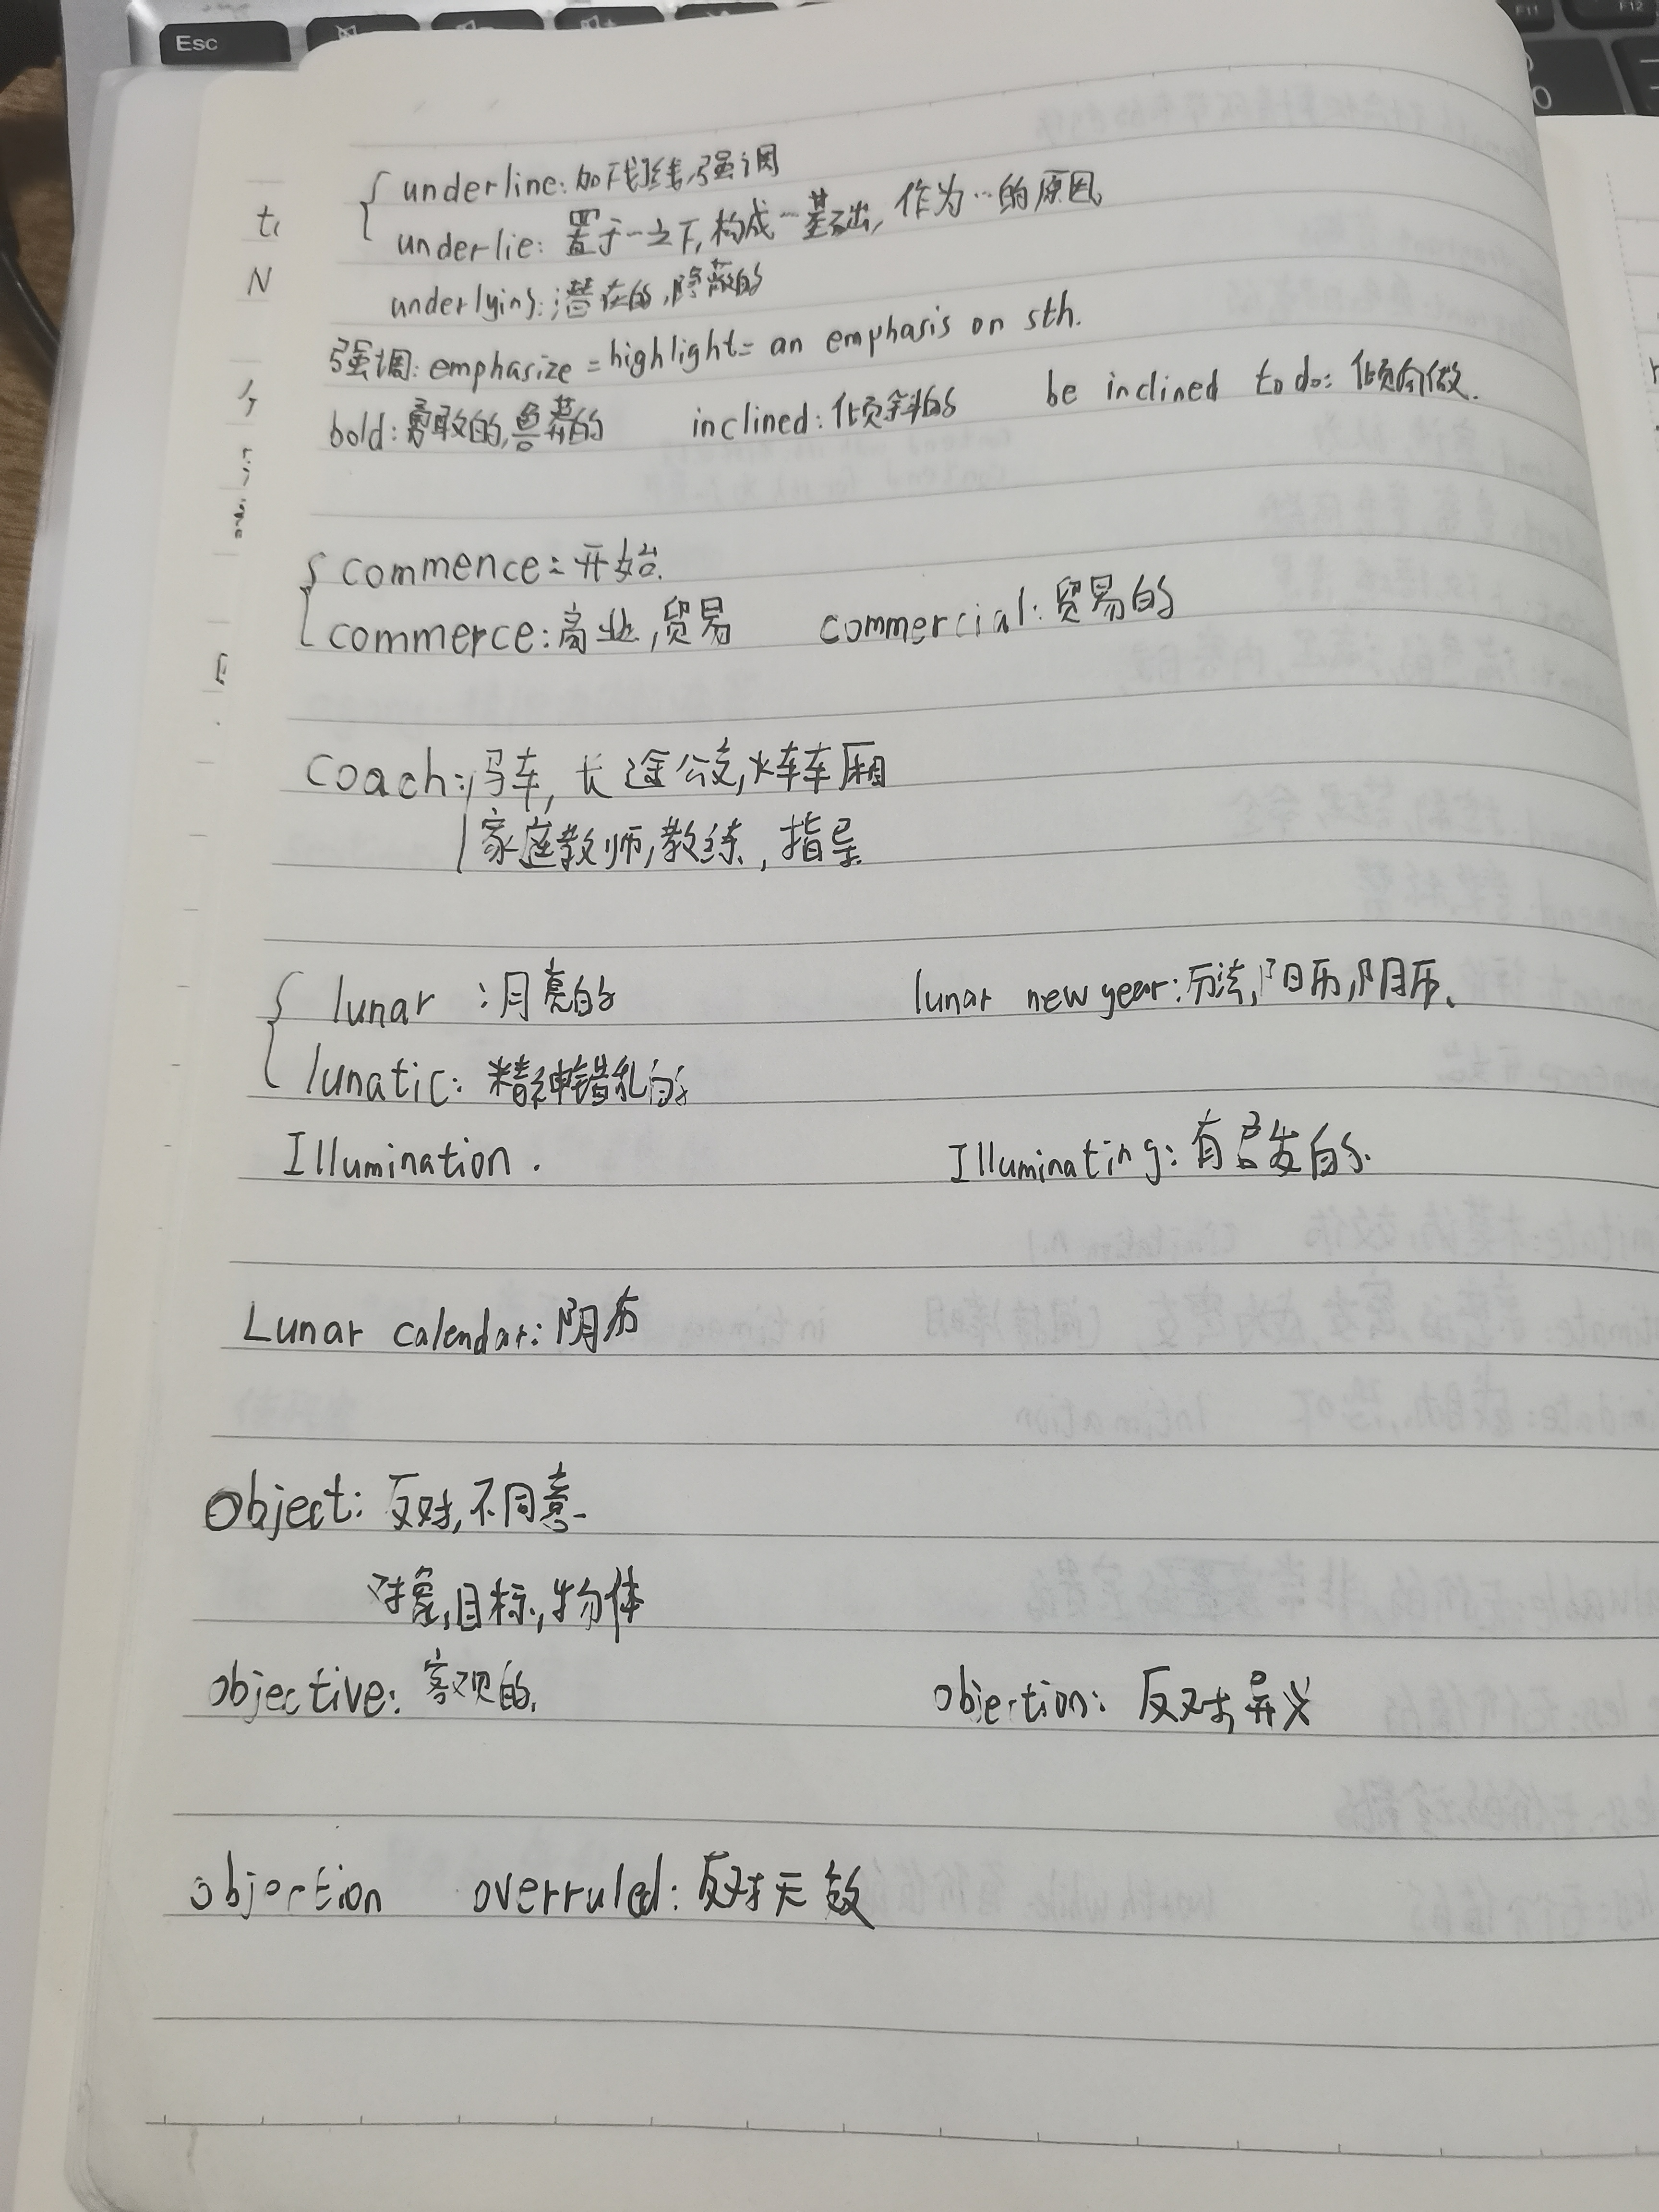 Esc
F11
F12
underline: 加下划线,强调
underlie: 置于…之下,构成…基础,作为…的原因
underlying: 潜在的,隐蔽的
强调: emphasize = highlight = an emphasis on sth.
bold: 勇敢的,鲁莽的 inclined: 倾斜的 be inclined to do: 倾向做.
commence: 开始.
commerce: 商业,贸易 commercial: 贸易的
coach: 马车, 长途公交,火车车厢
家庭教师,教练, 指导.
lunar : 月亮的 lunar new year: 历法,阳历,阴历.
lunatic: 精神错乱的
Illumination. Illuminating: 有启发的.
Lunar calendar: 阴历
Object: 反对,不同意.
对象,目标,物体
objective: 客观的. objection: 反对,异义
objection overruled: 反对无效